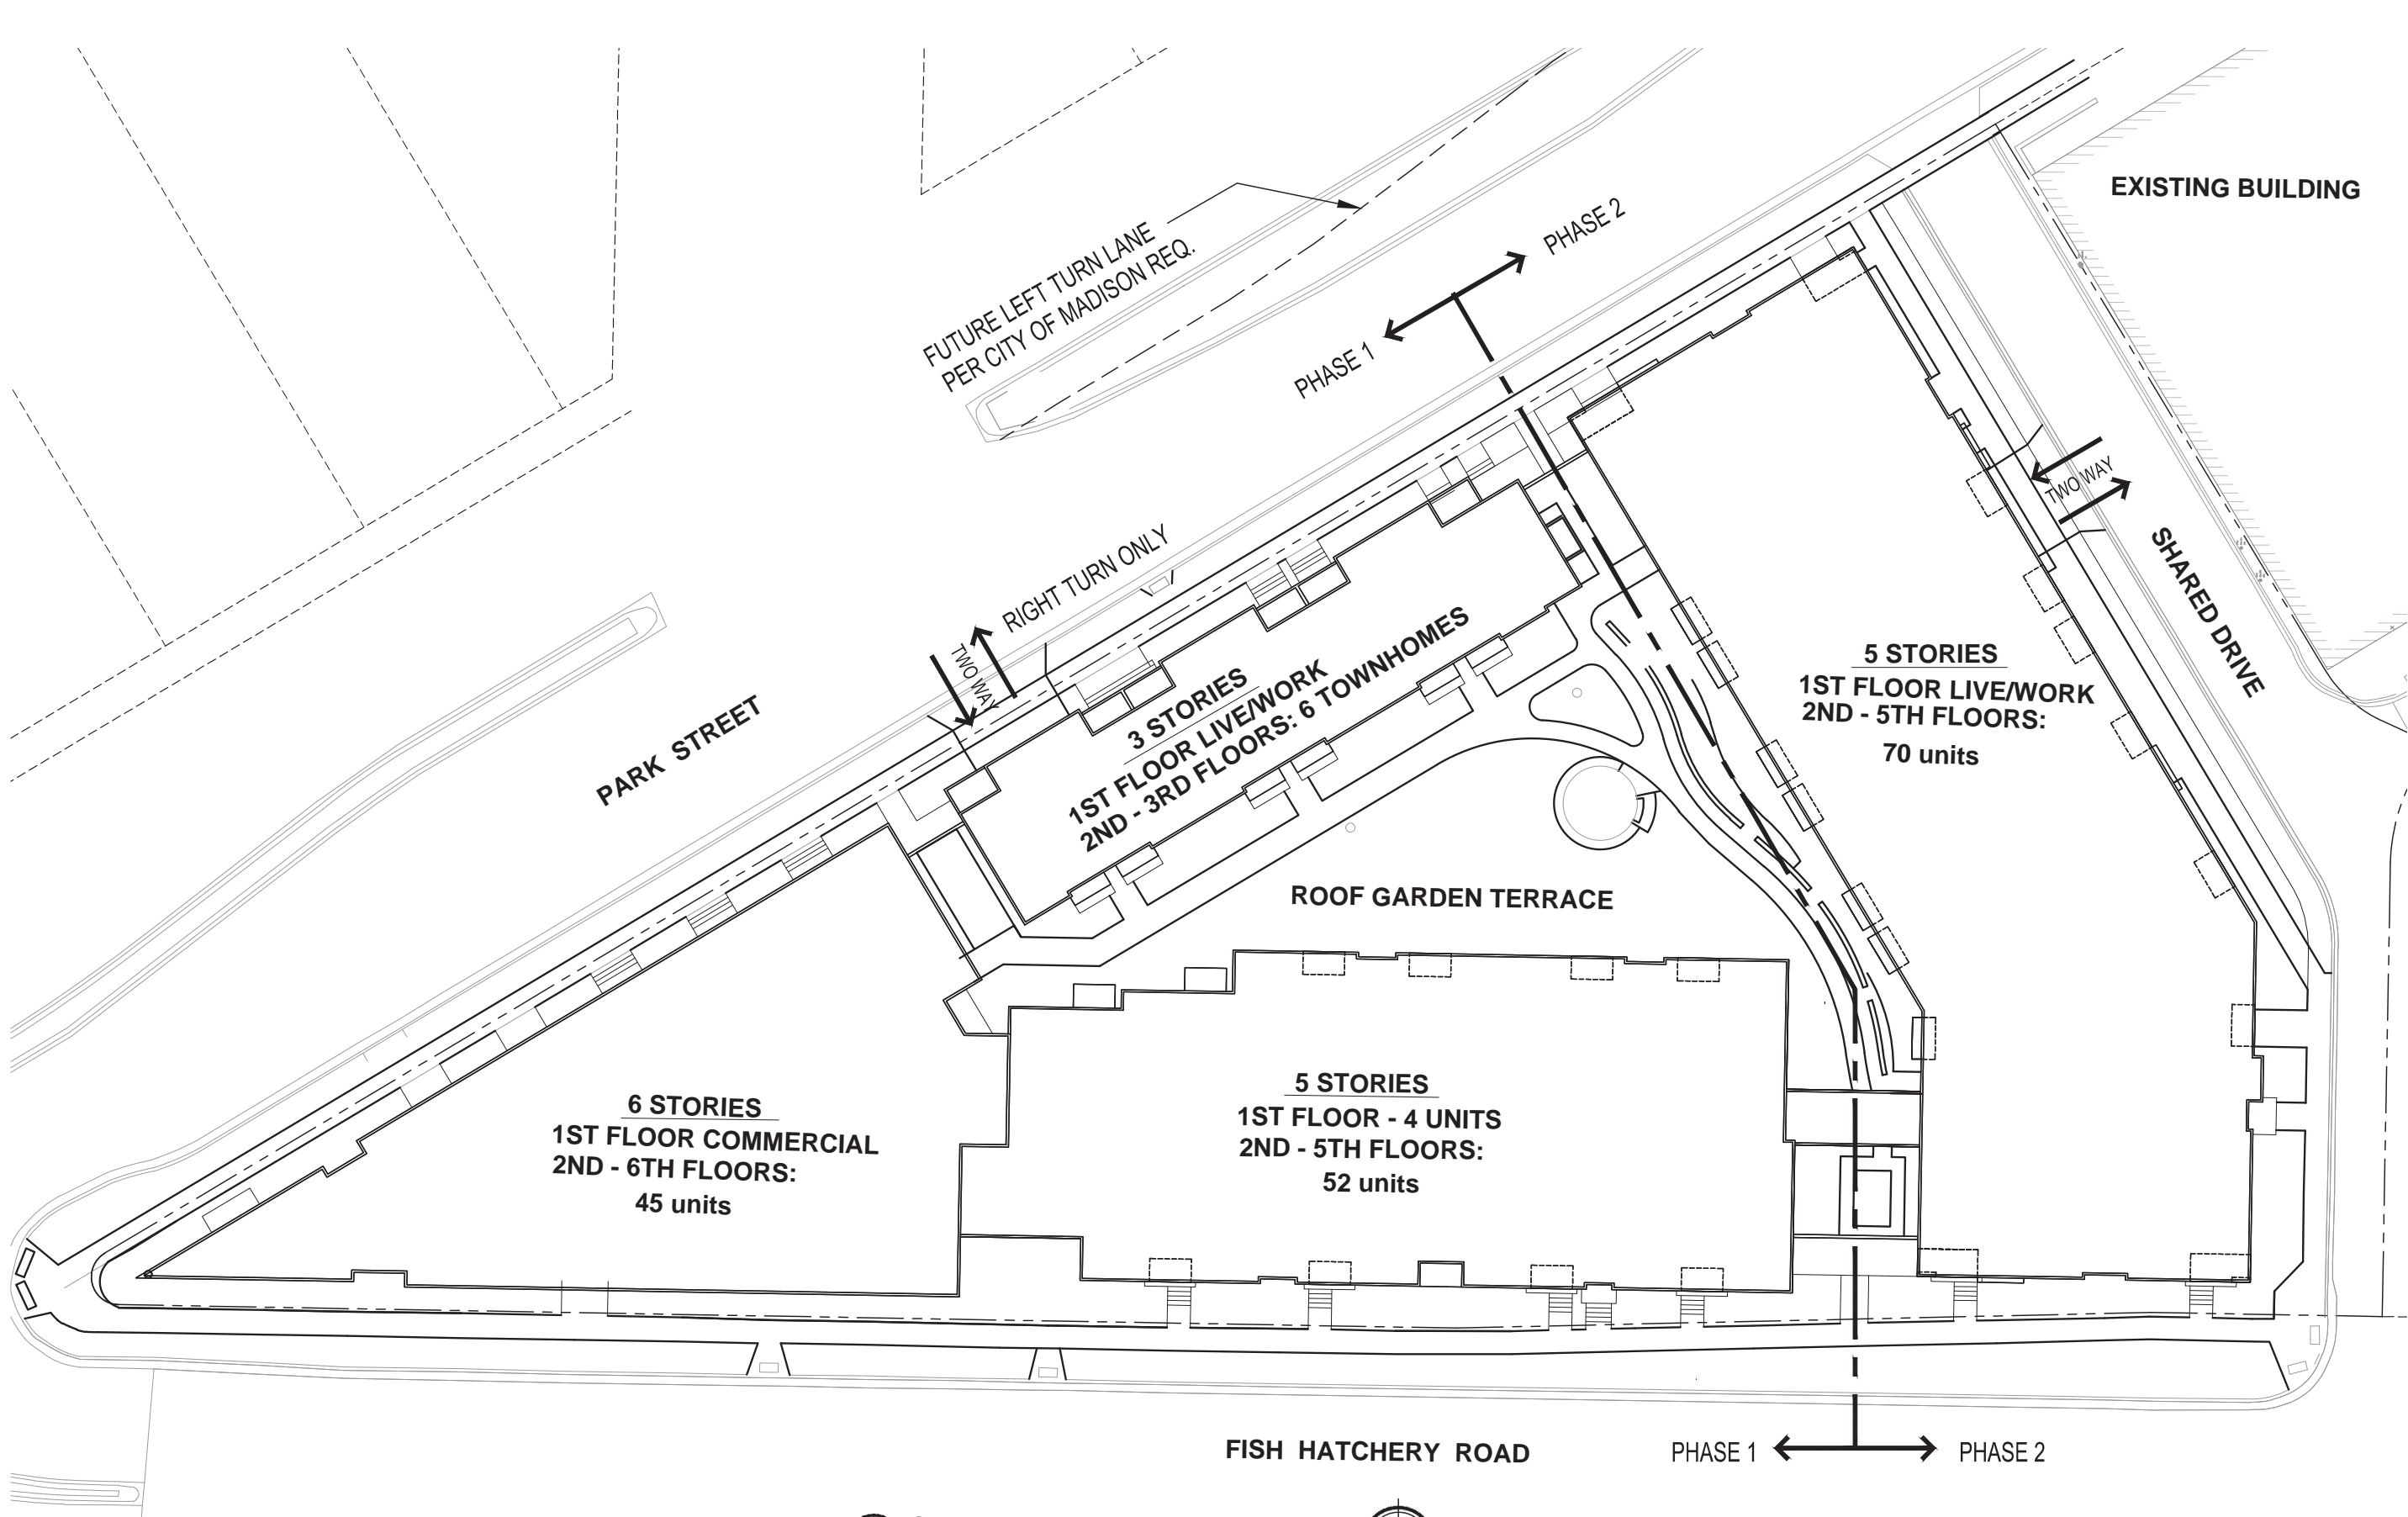 EXISTING BUILDING
FUTURE LEFT TURN LANE
PER CITY OF MADISON REQ.
PHASE 2
PHASE 1
RIGHT TURN ONLY
TWO WAY
TWO WAY
SHARED DRIVE
PARK STREET
3 STORIES
1ST FLOOR LIVE/WORK
2ND - 3RD FLOORS: 6 TOWNHOMES
5 STORIES
1ST FLOOR LIVE/WORK
2ND - 5TH FLOORS:
70 units
ROOF GARDEN TERRACE
6 STORIES
1ST FLOOR COMMERCIAL
2ND - 6TH FLOORS:
45 units
5 STORIES
1ST FLOOR - 4 UNITS
2ND - 5TH FLOORS:
52 units
FISH HATCHERY ROAD
PHASE 1
PHASE 2